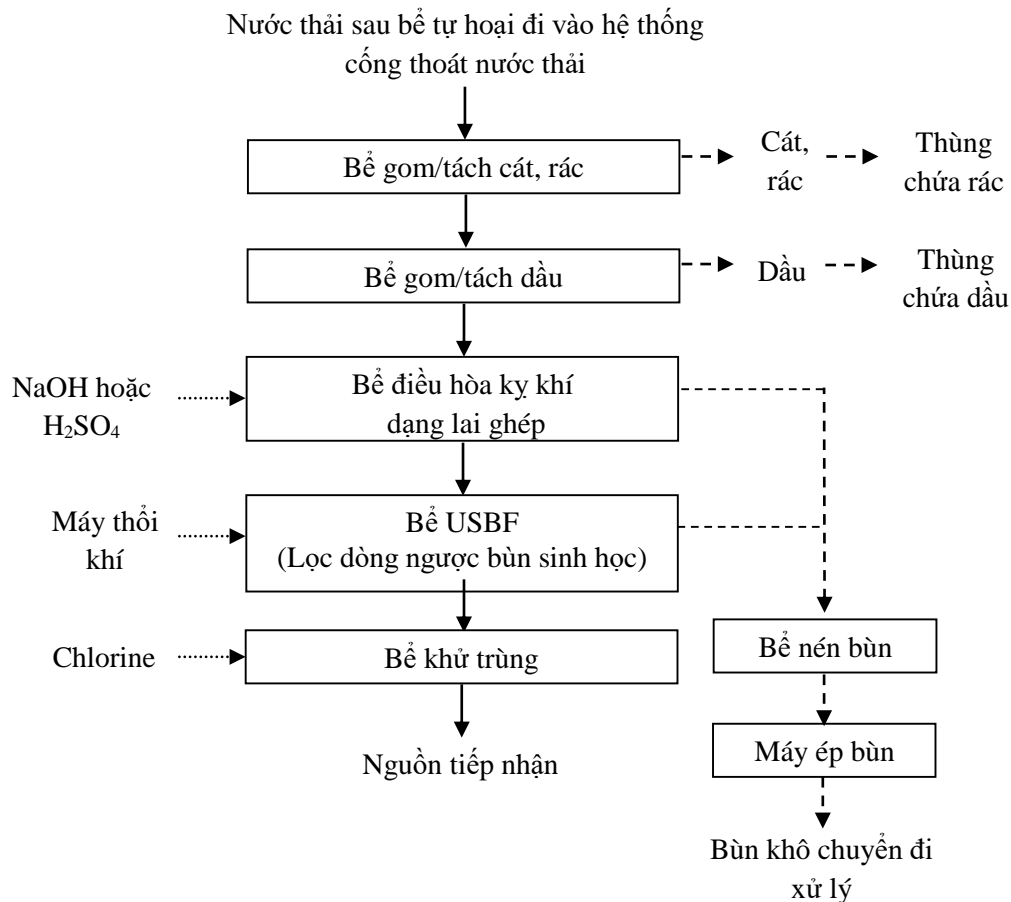 Nước thải sau bể tự hoại đi vào hệ thống
cống thoát nước thải
Bể gom/tách cát, rác
Cát,
rác
Thùng
chứa rác
Bể gom/tách dầu
Dầu
Thùng
chứa dầu
NaOH hoặc
H₂SO₄
Bể điều hòa kỵ khí
dạng lai ghép
Máy thổi
khí
Bể USBF
(Lọc dòng ngược bùn sinh học)
Chlorine
Bể khử trùng
Bể nén bùn
Nguồn tiếp nhận
Máy ép bùn
Bùn khô chuyển đi
xử lý